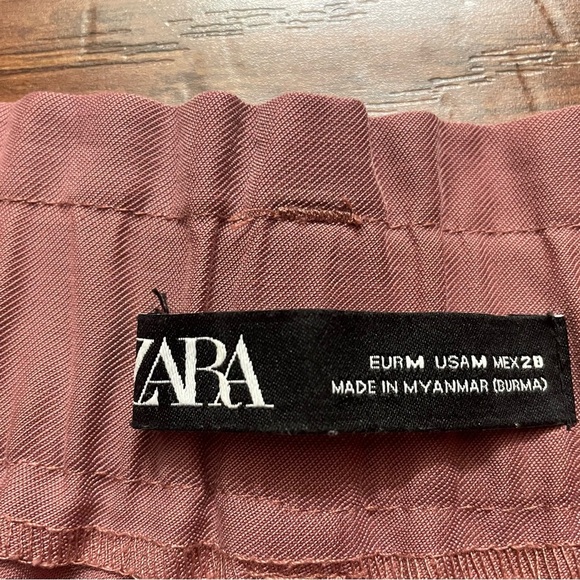 ZARA
EUR M USA M MEX 28
MADE IN MYANMAR (BURMA)